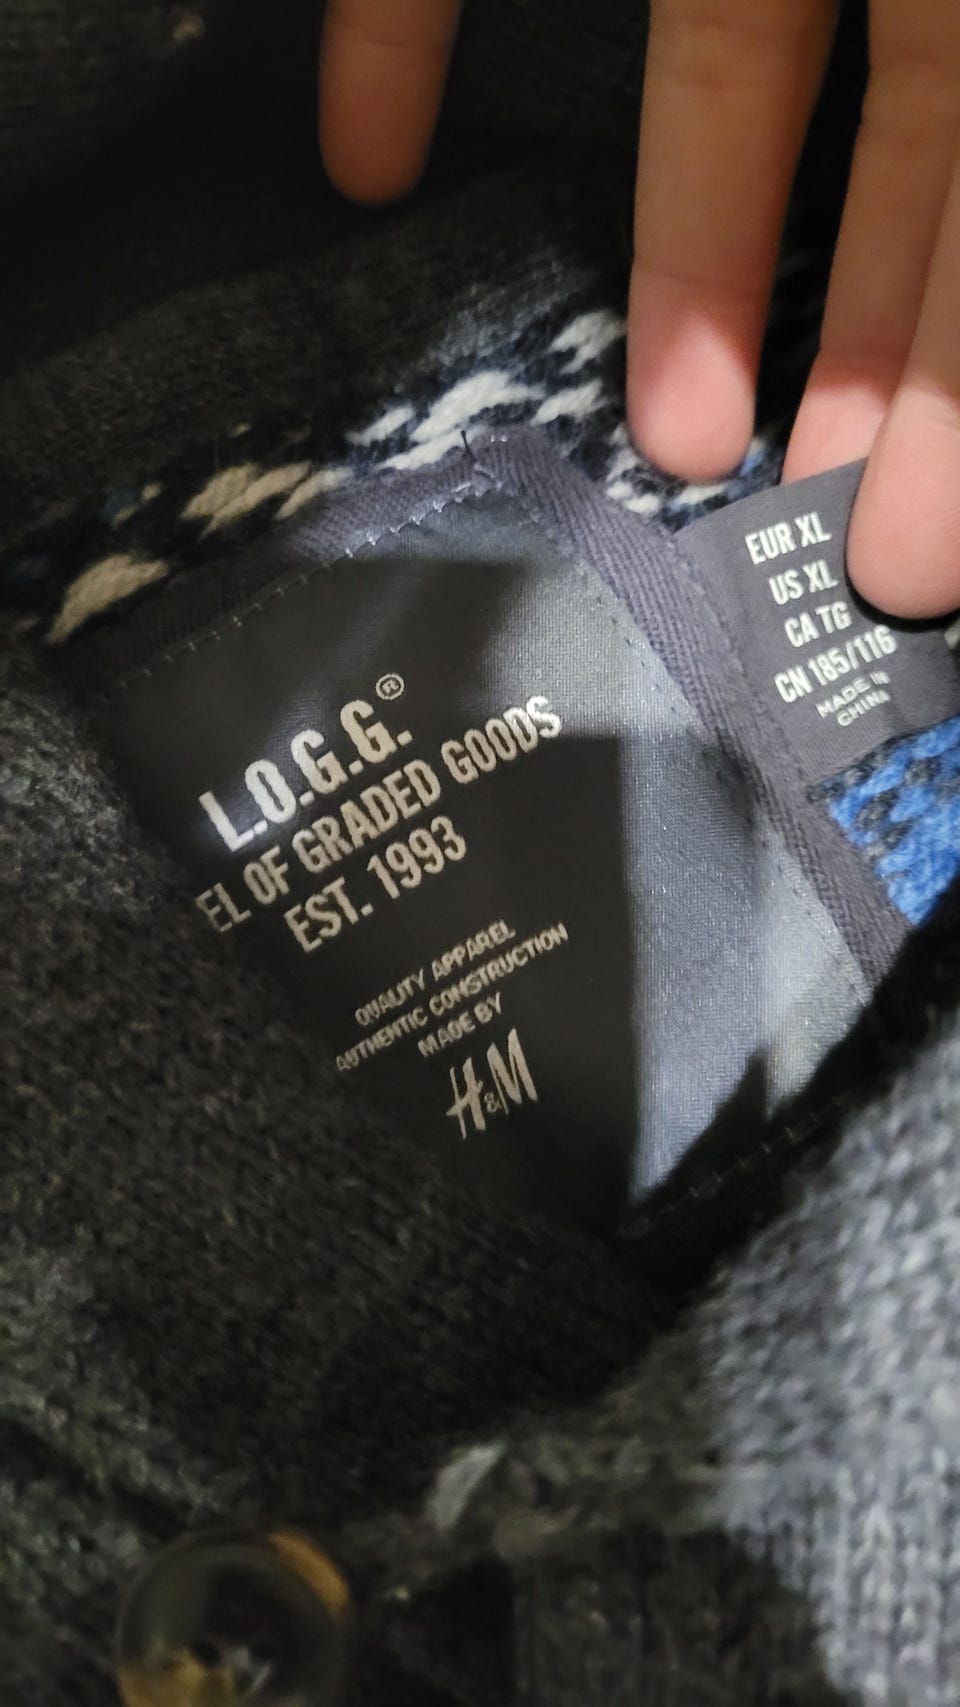 L.O.G.G.®
EL OF GRADED GOODS
EST. 1993
QUALITY APPAREL
AUTHENTIC CONSTRUCTION
MADE BY
H&M
EUR XL
US XL
CA TG
CN 185/116
MADE IN
CHINA